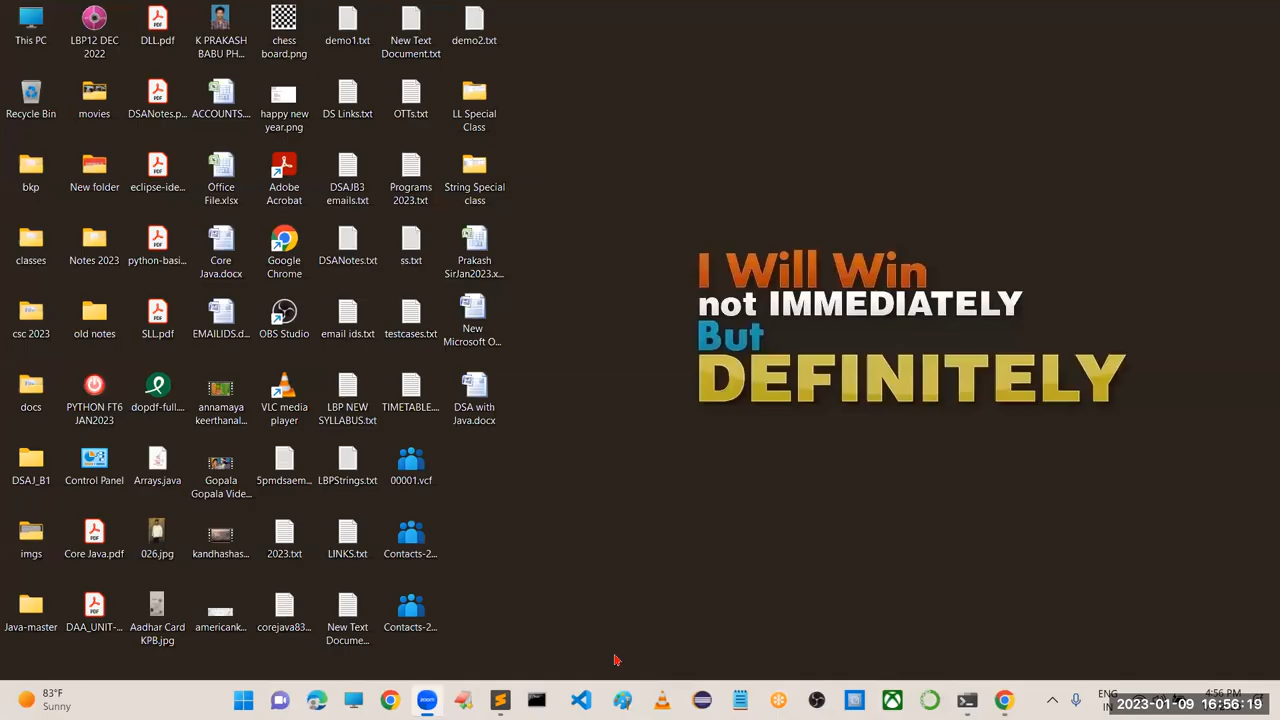 This PC
LBP12 DEC
2022
DLL.pdf
K PRAKASH
BABU PH...
chess
board.png
demo1.txt
New Text
Document.txt
demo2.txt
Recycle Bin
movies
DSANotes.p...
ACCOUNTS....
happy new
year.png
DS Links.txt
OTTs.txt
LL Special
Class
bkp
New folder
eclipse-ide...
Office
File.xlsx
Adobe
Acrobat
DSAJB3
emails.txt
Programs
2023.txt
String Special
class
classes
Notes 2023
python-basi...
Core
Java.docx
Google
Chrome
DSANotes.txt
ss.txt
Prakash
SirJan2023.x...
csc 2023
old notes
SLL.pdf
EMAILIDS.d...
OBS Studio
email ids.txt
testcases.txt
New
Microsoft O...
docs
PYTHON FT6
JAN2023
dopdf-full....
annamaya
keerthanal...
VLC media
player
LBP NEW
SYLLABUS.txt
TIMETABLE....
DSA with
Java.docx
DSAJ_B1
Control Panel
Arrays.java
Gopala
Gopala Vide...
5pmdsaem...
LBPStrings.txt
00001.vcf
imgs
Core Java.pdf
026.jpg
kandhashas...
2023.txt
LINKS.txt
Contacts-2...
Java-master
DAA_UNIT-...
Aadhar Card
KPB.jpg
americank...
corejava83...
New Text
Docume...
Contacts-2...
I Will Win
not IMMEDIATELY
But
DEFINITELY
83°F
Sunny
zoom
ENG
IN
4:56 PM
2023-01-09 16:56:19